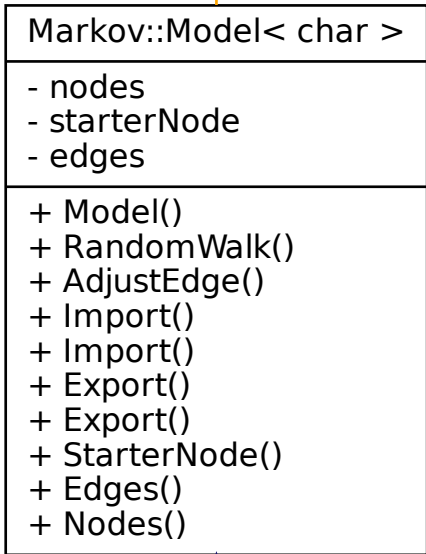 Markov::Model< char >
- nodes
- starterNode
- edges
+ Model()
+ RandomWalk()
+ AdjustEdge()
+ Import()
+ Import()
+ Export()
+ Export()
+ StarterNode()
+ Edges()
+ Nodes()